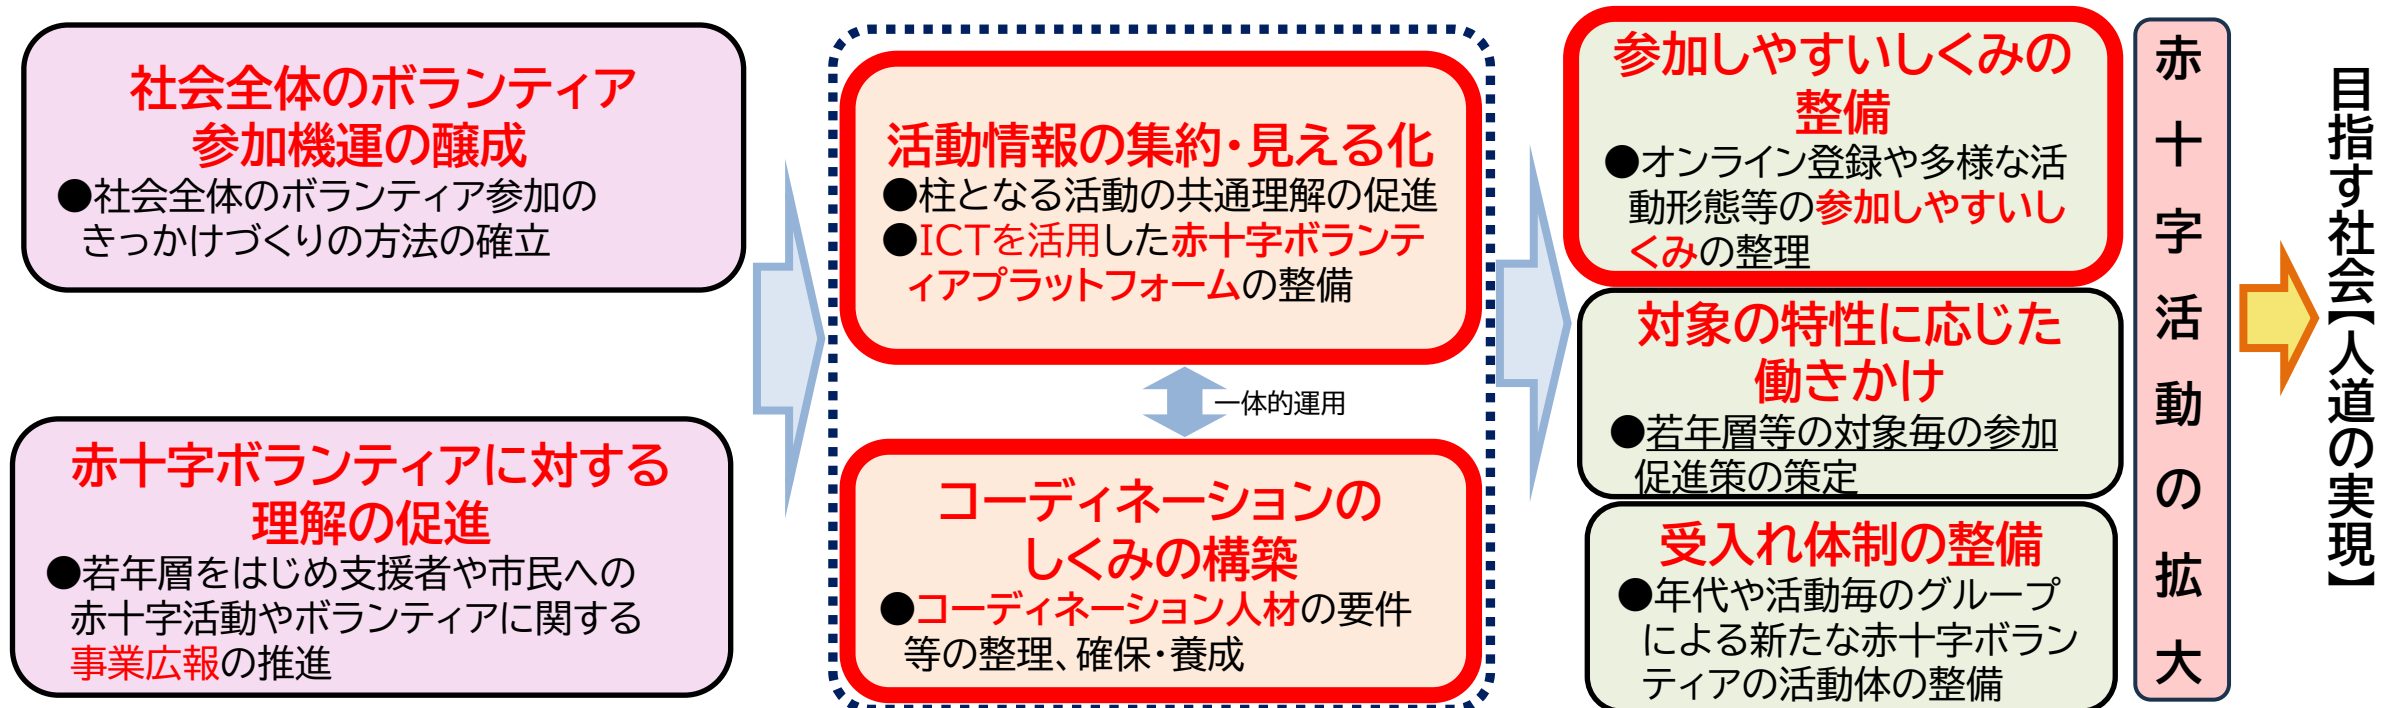 社会全体のボランティア
参加機運の醸成
●社会全体のボランティア参加の
きっかけづくりの方法の確立
赤十字ボランティアに対する
理解の促進
●若年層をはじめ支援者や市民への
赤十字活動やボランティアに関する
事業広報の推進
活動情報の集約・見える化
●柱となる活動の共通理解の促進
●ICTを活用した赤十字ボランテ
ィアプラットフォームの整備
一体的運用
コーディネーションの
しくみの構築
●コーディネーション人材の要件
等の整理、確保・養成
参加しやすいしくみの
整備
●オンライン登録や多様な活
動形態等の参加しやすいし
くみの整理
対象の特性に応じた
働きかけ
●若年層等の対象毎の参加
促進策の策定
受入れ体制の整備
●年代や活動毎のグループ
による新たな赤十字ボラン
ティアの活動体の整備
赤十字活動の拡大
目指す社会【人道の実現】